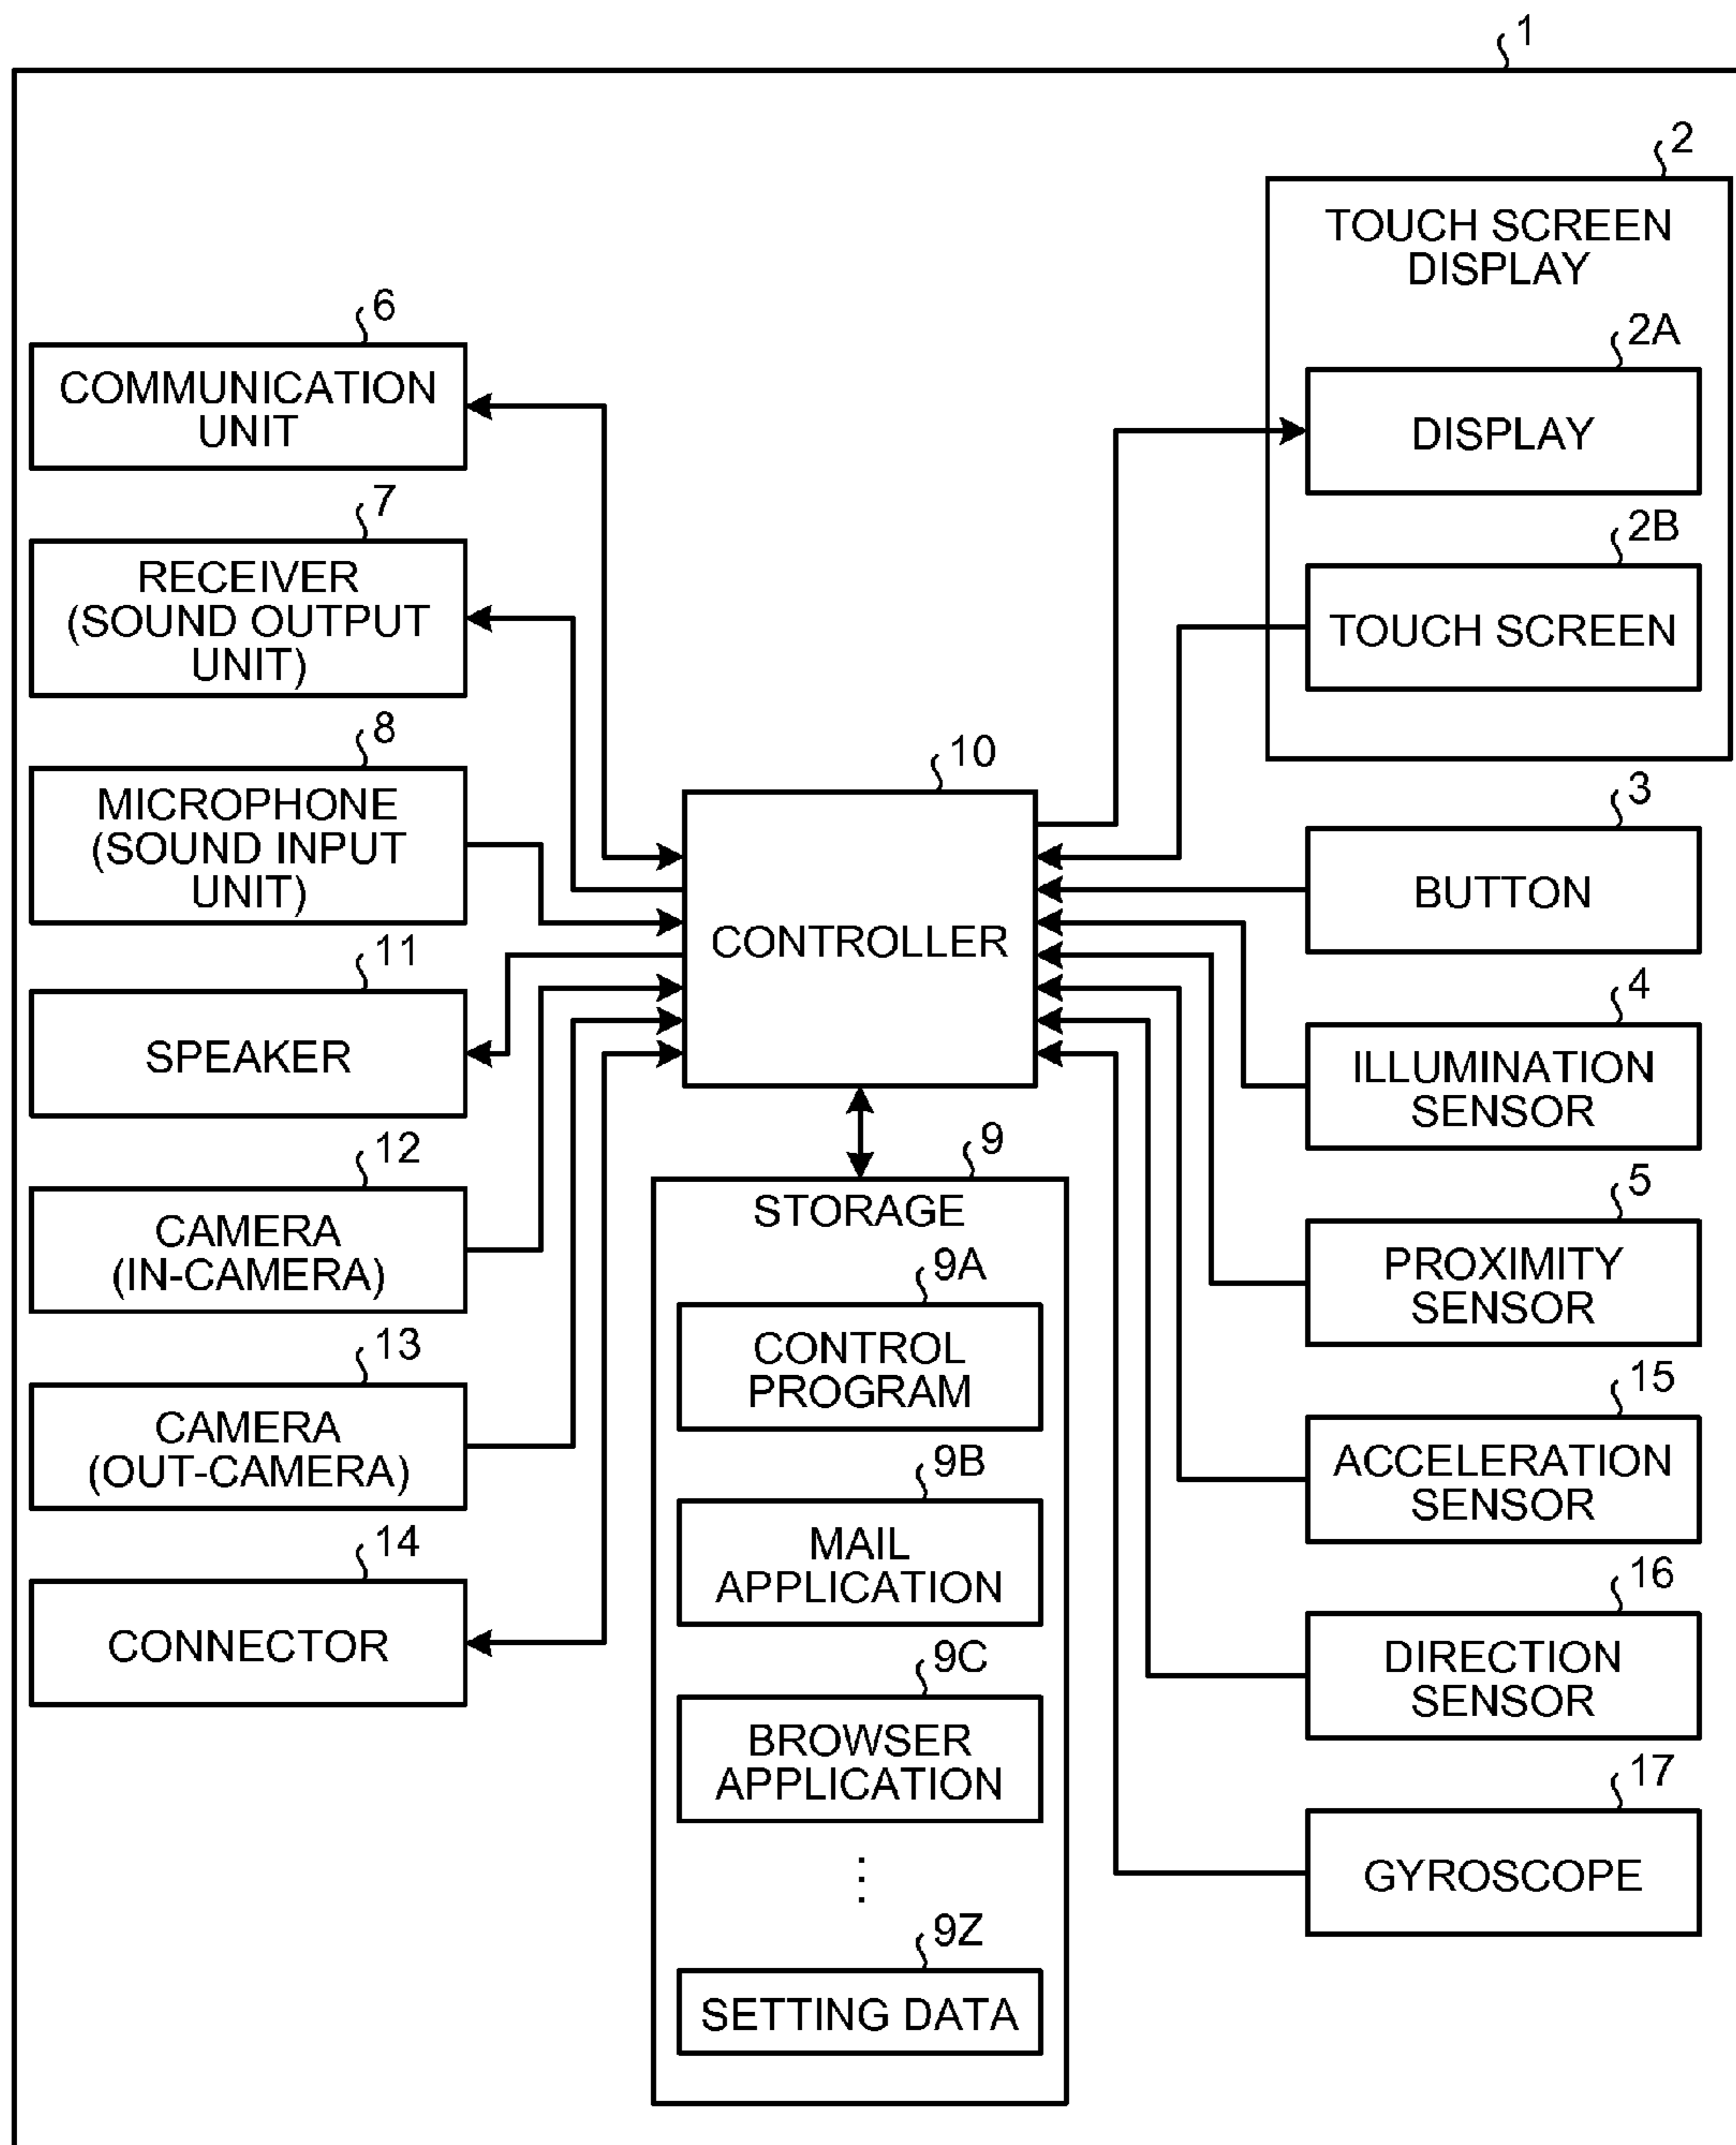 1
2
TOUCH SCREEN
DISPLAY
2A
DISPLAY
2B
TOUCH SCREEN
6
COMMUNICATION
UNIT
7
RECEIVER
(SOUND OUTPUT
UNIT)
8
MICROPHONE
(SOUND INPUT
UNIT)
11
SPEAKER
12
CAMERA
(IN-CAMERA)
13
CAMERA
(OUT-CAMERA)
14
CONNECTOR
10
CONTROLLER
9
STORAGE
9A
CONTROL
PROGRAM
9B
MAIL
APPLICATION
9C
BROWSER
APPLICATION
⋮
9Z
SETTING DATA
3
BUTTON
4
ILLUMINATION
SENSOR
5
PROXIMITY
SENSOR
15
ACCELERATION
SENSOR
16
DIRECTION
SENSOR
17
GYROSCOPE